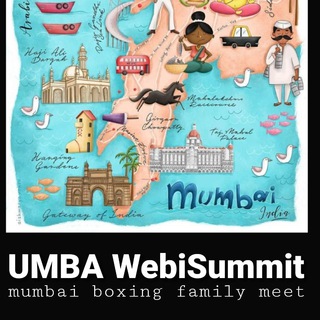 Arabi
Haji Ali
Dargah
Mahalakshmi
Racecourse
Girgaon
Chowpatty
Taj Mahal
Palace
Hanging
Gardens
Mumbai
India
Gateway of India
UMBA WebiSummit
mumbai boxing family meet